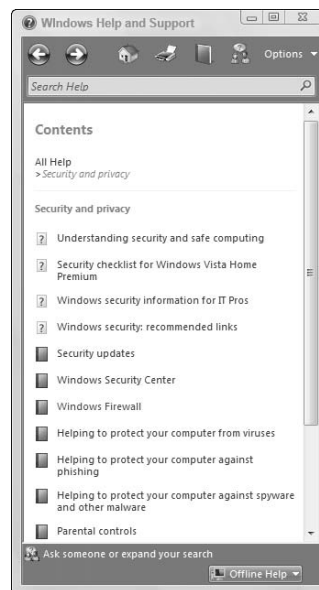 WIndows Help and Support
Options
Search Help
Contents
All Help
> Security and privacy
Security and privacy
? Understanding security and safe computing
? Security checklist for Windows Vista Home
Premium
? Windows security information for IT Pros
? Windows security: recommended links
Security updates
Windows Security Center
Windows Firewall
Helping to protect your computer from viruses
Helping to protect your computer against
phishing
Helping to protect your computer against spyware
and other malware
Parental controls
Ask someone or expand your search
Offline Help